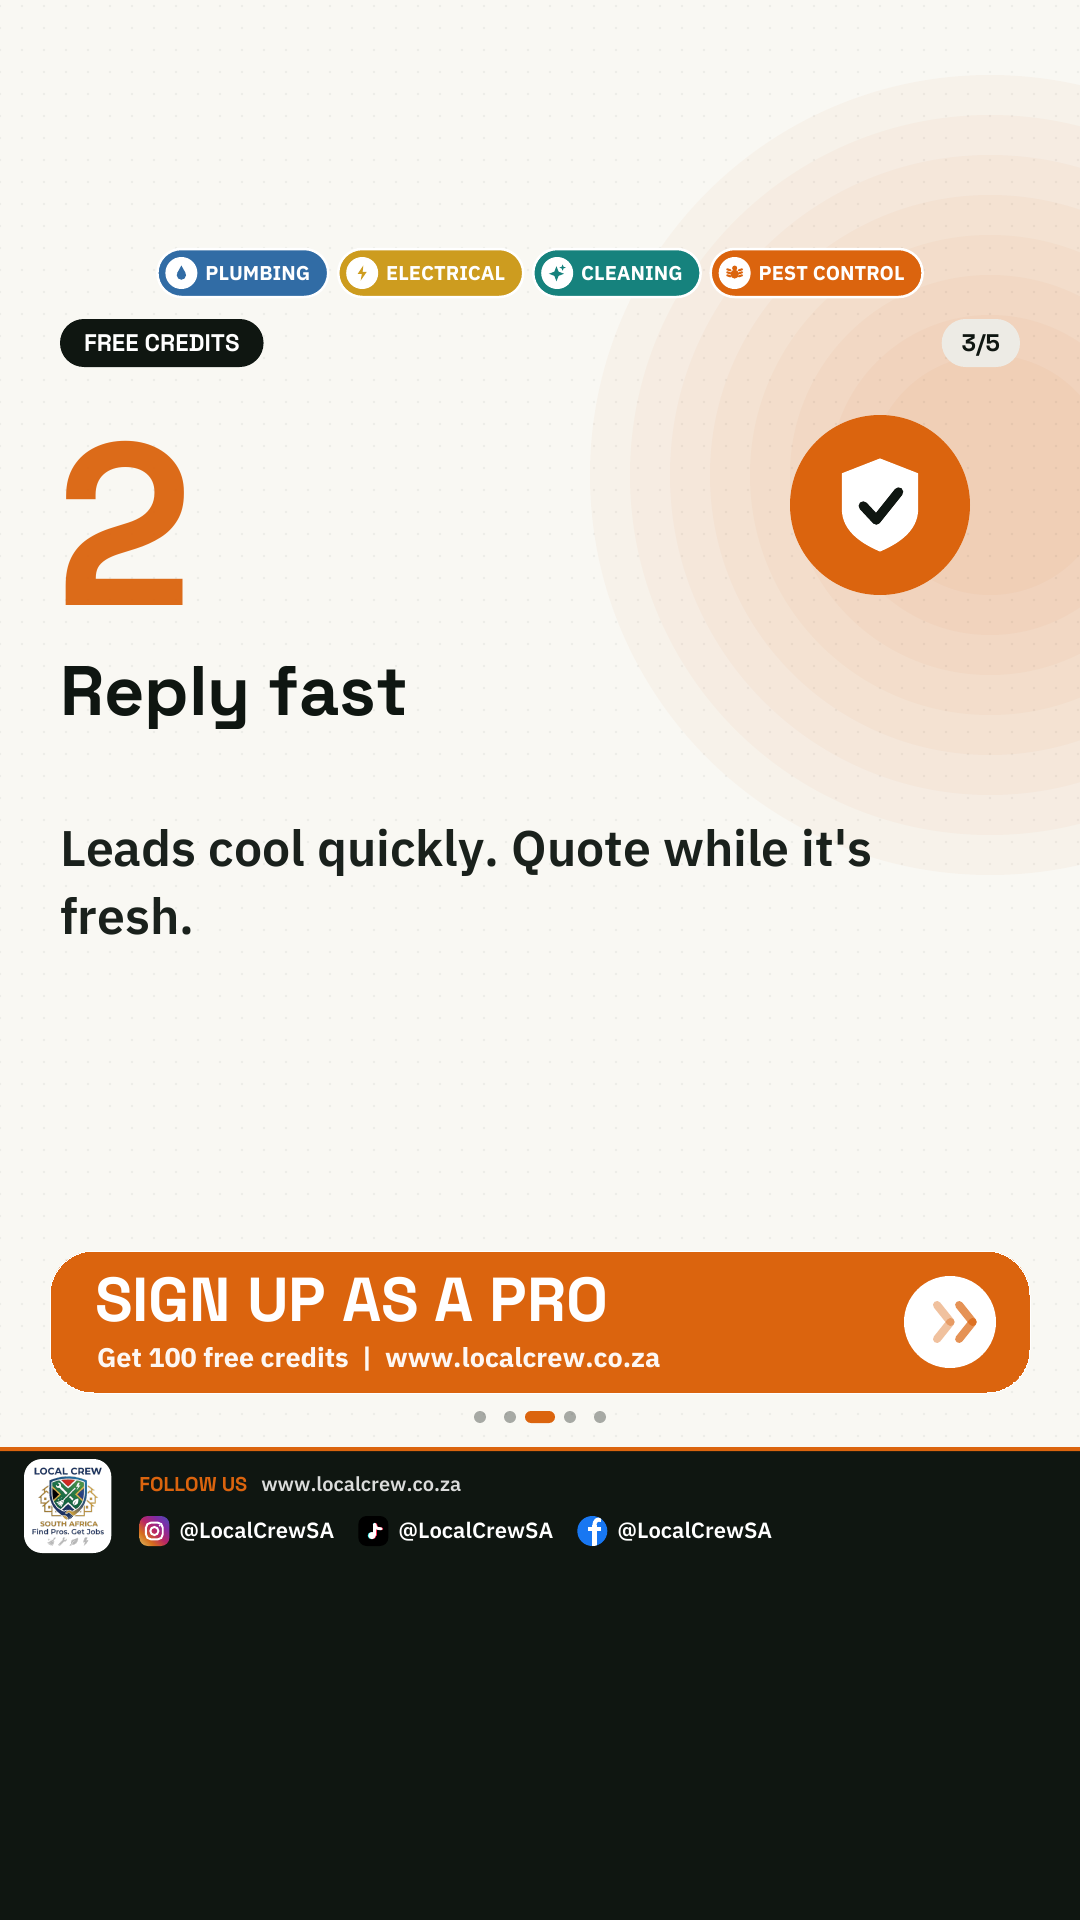 PLUMBING ELECTRICAL CLEANING PEST CONTROL
FREE CREDITS 3/5
2
Reply fast
Leads cool quickly. Quote while it's
fresh.
SIGN UP AS A PRO
Get 100 free credits | www.localcrew.co.za
LOCAL CREW
SOUTH AFRICA
Find Pros. Get Jobs
FOLLOW US www.localcrew.co.za
@LocalCrewSA @LocalCrewSA @LocalCrewSA